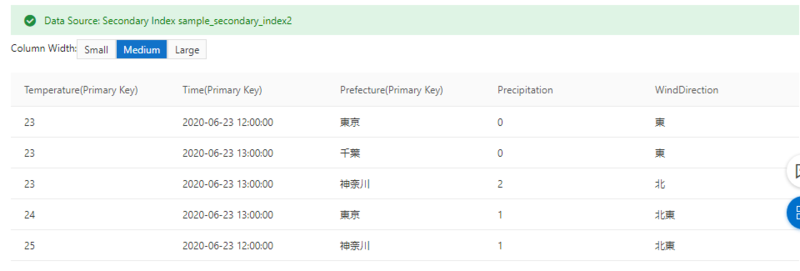 Data Source: Secondary Index sample_secondary_index2
Column Width: Small Medium Large
Temperature(Primary Key) Time(Primary Key) Prefecture(Primary Key) Precipitation WindDirection
23 2020-06-23 12:00:00 東京 0 東
23 2020-06-23 13:00:00 千葉 0 東
23 2020-06-23 13:00:00 神奈川 2 北
24 2020-06-23 13:00:00 東京 1 北東
25 2020-06-23 12:00:00 神奈川 1 北東